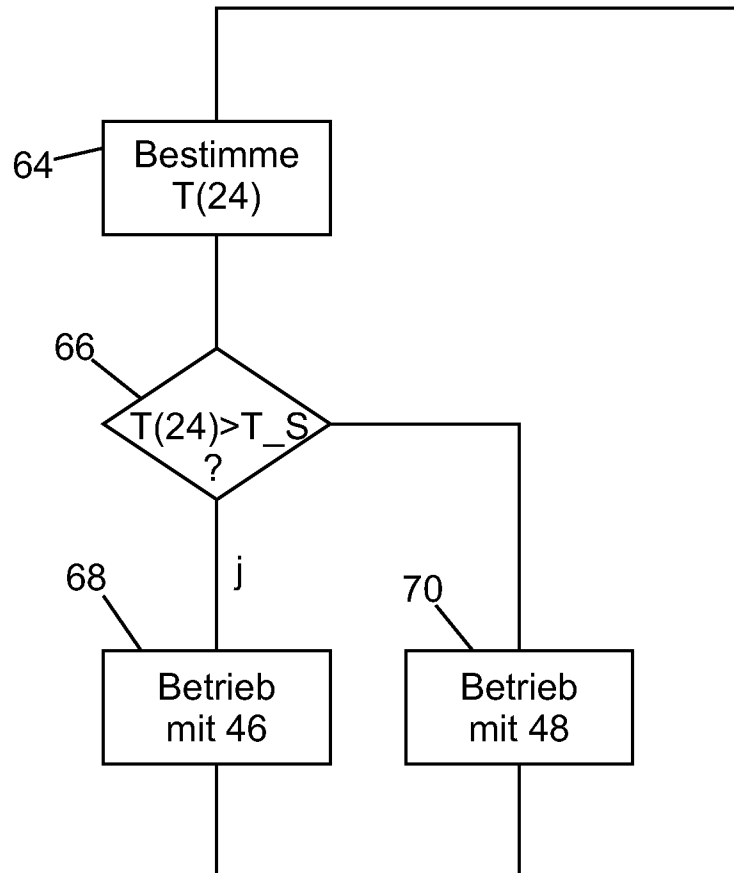 64
Bestimme
T(24)
66
T(24)>T_S
?
j
68
70
Betrieb
mit 46
Betrieb
mit 48